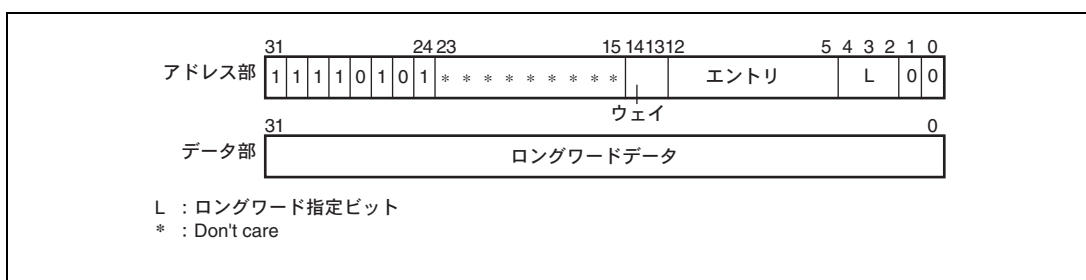 31 24 23 15 14 13 12 5 4 3 2 1 0
アドレス部 1 1 1 1 0 1 0 1 * * * * * * * * * エントリ L 0 0
ウェイ
31 0
データ部 ロングワードデータ
L : ロングワード指定ビット
* : Don't care